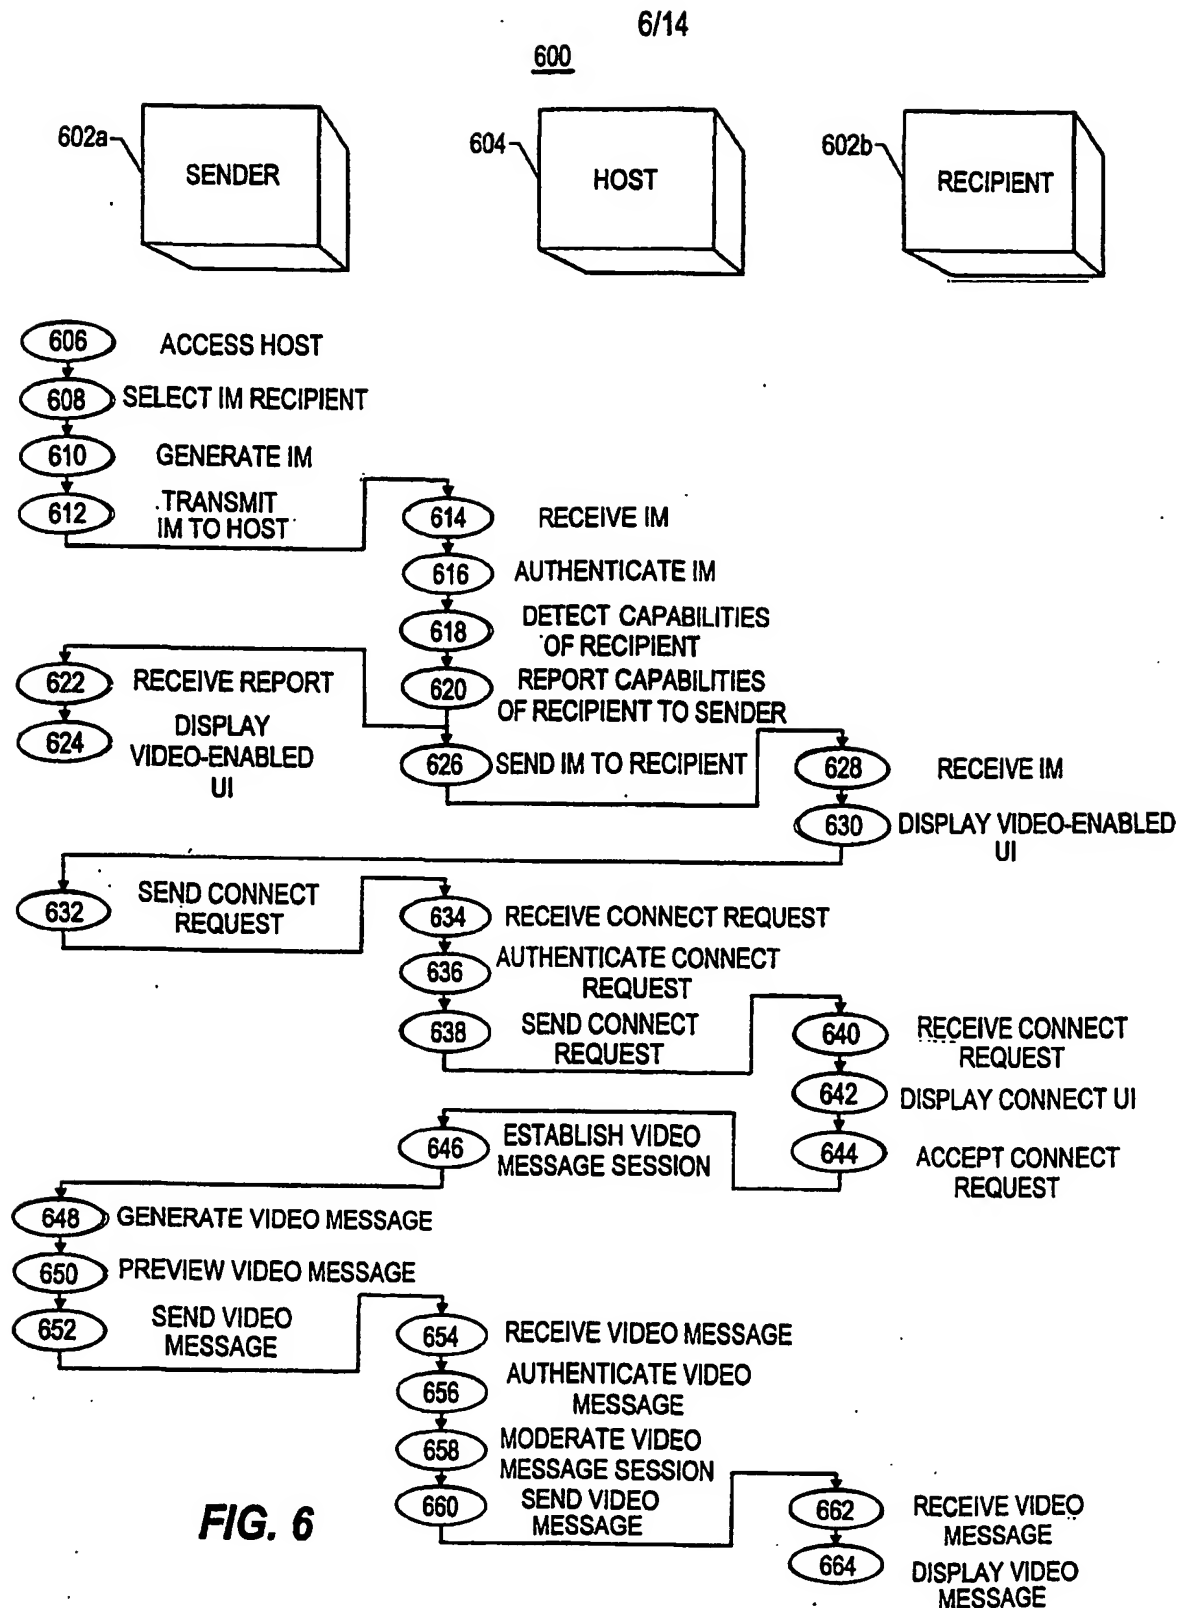 6/14
600
602a
SENDER
604
HOST
602b
RECIPIENT
606 ACCESS HOST
608 SELECT IM RECIPIENT
610 GENERATE IM
612 TRANSMIT
IM TO HOST
614 RECEIVE IM
616 AUTHENTICATE IM
618 DETECT CAPABILITIES
OF RECIPIENT
620 REPORT CAPABILITIES
OF RECIPIENT TO SENDER
622 RECEIVE REPORT
624 DISPLAY
VIDEO-ENABLED
UI
626 SEND IM TO RECIPIENT
628 RECEIVE IM
630 DISPLAY VIDEO-ENABLED
UI
632 SEND CONNECT
REQUEST
634 RECEIVE CONNECT REQUEST
636 AUTHENTICATE CONNECT
REQUEST
638 SEND CONNECT
REQUEST
640 RECEIVE CONNECT
REQUEST
642 DISPLAY CONNECT UI
644 ACCEPT CONNECT
REQUEST
646 ESTABLISH VIDEO
MESSAGE SESSION
648 GENERATE VIDEO MESSAGE
650 PREVIEW VIDEO MESSAGE
652 SEND VIDEO
MESSAGE
654 RECEIVE VIDEO MESSAGE
656 AUTHENTICATE VIDEO
MESSAGE
658 MODERATE VIDEO
MESSAGE SESSION
660 SEND VIDEO
MESSAGE
662 RECEIVE VIDEO
MESSAGE
664 DISPLAY VIDEO
MESSAGE
FIG. 6